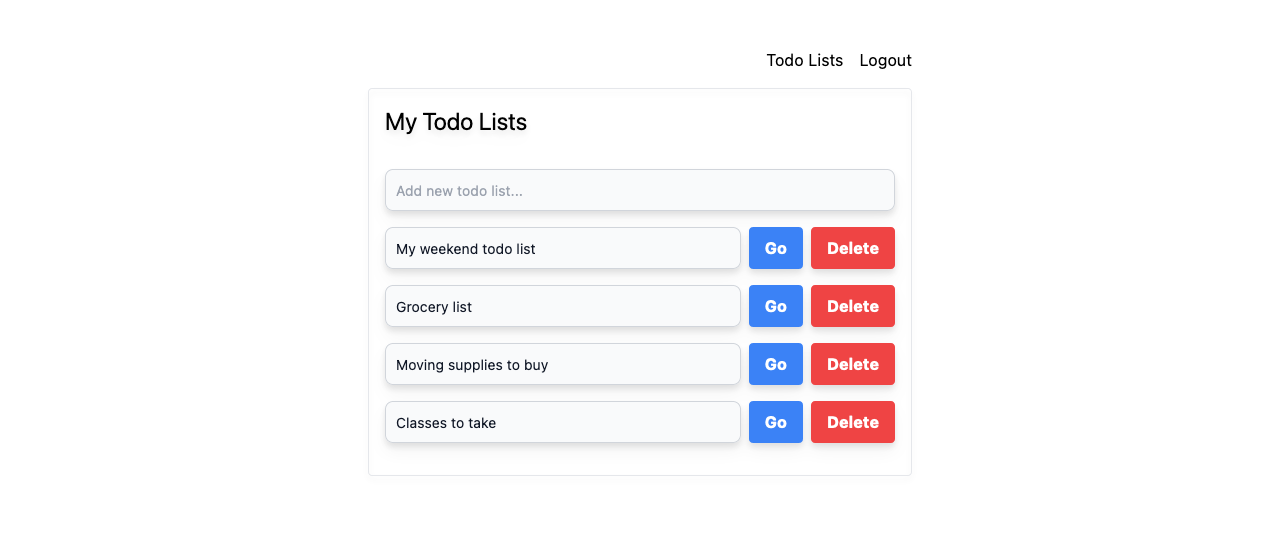 Todo Lists Logout
My Todo Lists
Add new todo list...
My weekend todo list Go Delete
Grocery list Go Delete
Moving supplies to buy Go Delete
Classes to take Go Delete